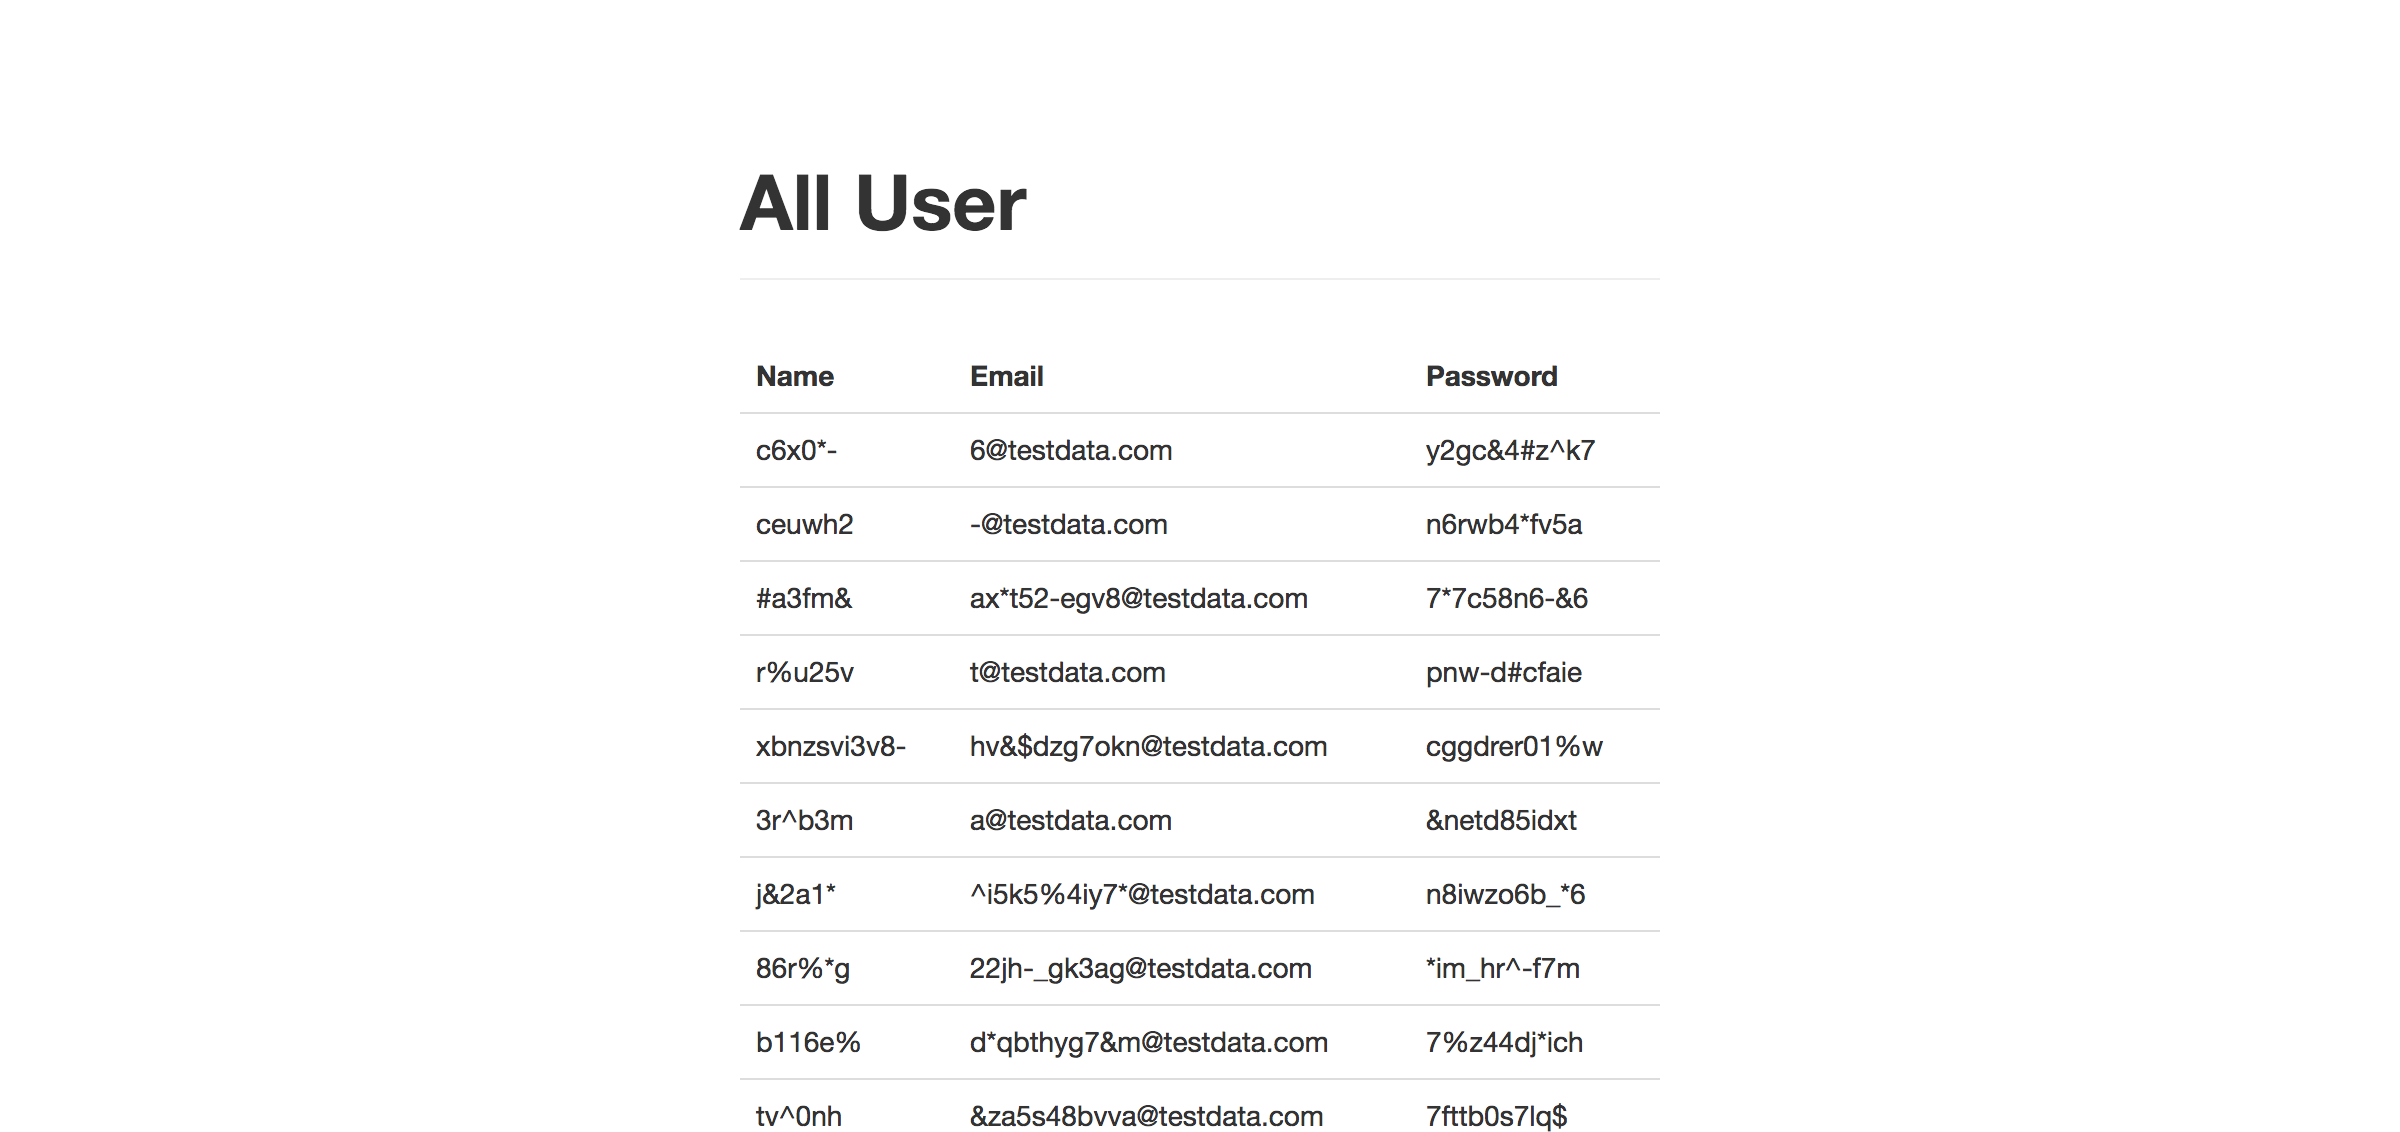 All User
Name Email Password
c6x0*- 6@testdata.com y2gc&4#z^k7
ceuwh2 -@testdata.com n6rwb4*fv5a
#a3fm& ax*t52-egv8@testdata.com 7*7c58n6-&6
r%u25v t@testdata.com pnw-d#cfaie
xbnzsvi3v8- hv&$dzg7okn@testdata.com cggdrer01%w
3r^b3m a@testdata.com &netd85idxt
j&2a1* ^i5k5%4iy7*@testdata.com n8iwzo6b_*6
86r%*g 22jh-_gk3ag@testdata.com *im_hr^-f7m
b116e% d*qbthyg7&m@testdata.com 7%z44dj*ich
tv^0nh &za5s48bvva@testdata.com 7fttb0s7lq$